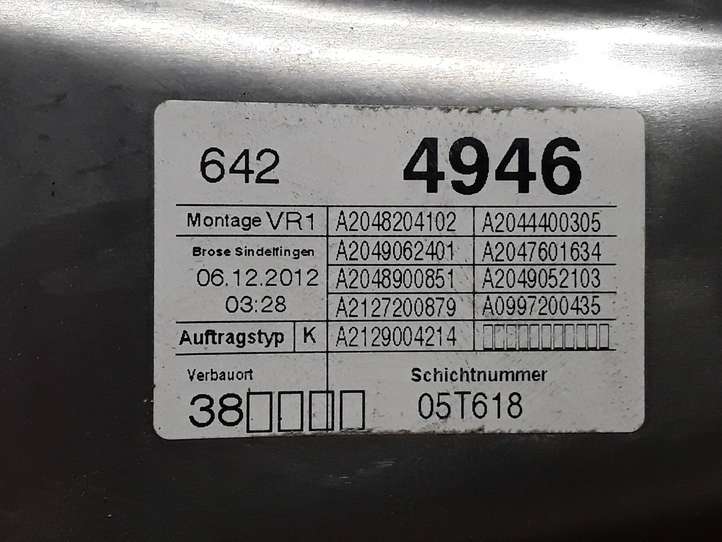 642 4946
Montage VR1 A2048204102 A2044400305
Brose Sindelfingen A2049062401 A2047601634
06.12.2012 A2048900851 A2049052103
03:28 A2127200879 A0997200435
Auftragstyp K A2129004214 ▯▯▯▯▯▯▯▯▯▯▯
Verbauort Schichtnummer
38▯▯▯▯ 05T618